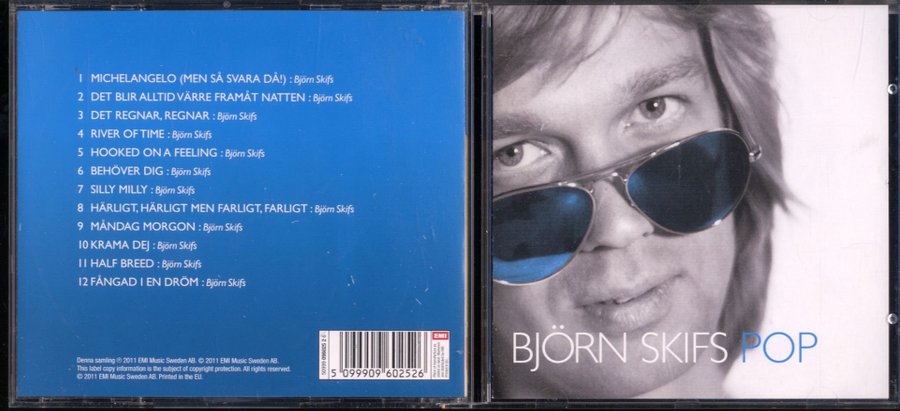 1 MICHELANGELO (MEN SÅ SVARA DÅ!) : Björn Skifs
2 DET BLIR ALLTID VÄRRE FRAMÅT NATTEN : Björn Skifs
3 DET REGNAR, REGNAR : Björn Skifs
4 RIVER OF TIME : Björn Skifs
5 HOOKED ON A FEELING : Björn Skifs
6 BEHÖVER DIG : Björn Skifs
7 SILLY MILLY : Björn Skifs
8 HÄRLIGT, HÄRLIGT MEN FARLIGT, FARLIGT : Björn Skifs
9 MÅNDAG MORGON : Björn Skifs
10 KRAMA DEJ : Björn Skifs
11 HALF BREED : Björn Skifs
12 FÅNGAD I EN DRÖM : Björn Skifs
Denna samling ℗ 2011 EMI Music Sweden AB. © 2011 EMI Music Sweden AB.
This label copy information is the subject of copyright protection. All rights reserved.
© 2011 EMI Music Sweden AB. Printed in the EU.
5 099909 602526
EMI
BJÖRN SKIFS POP